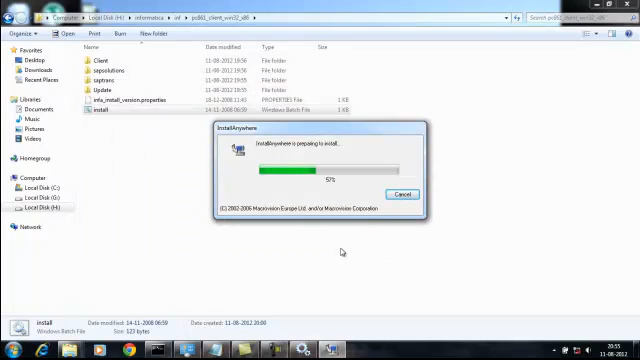 Computer ▸ Local Disk (H:) ▸ informatica ▸ inf ▸ pc861_client_win32_x86 ▸
Search pc861_client_win32_x86
Organize Open Print Burn New folder
Favorites
Desktop
Downloads
Recent Places
Libraries
Documents
Music
Pictures
Videos
Homegroup
Computer
Local Disk (C:)
Local Disk (G:)
Local Disk (H:)
Network
Name Date modified Type Size
Client 11-08-2012 19:56 File folder
sapsolutions 11-08-2012 19:56 File folder
saptrans 11-08-2012 19:55 File folder
Update 11-08-2012 19:55 File folder
infa_install_version.properties 18-12-2008 11:43 PROPERTIES File 1 KB
install 14-11-2008 06:59 Windows Batch File 1 KB
InstallAnywhere
InstallAnywhere is preparing to install...
57%
Cancel
(C) 2002-2006 Macrovision Europe Ltd. and/or Macrovision Corporation
install Date modified: 14-11-2008 06:59 Date created: 11-08-2012 20:00
Windows Batch File Size: 123 bytes
20:55
11-08-2012